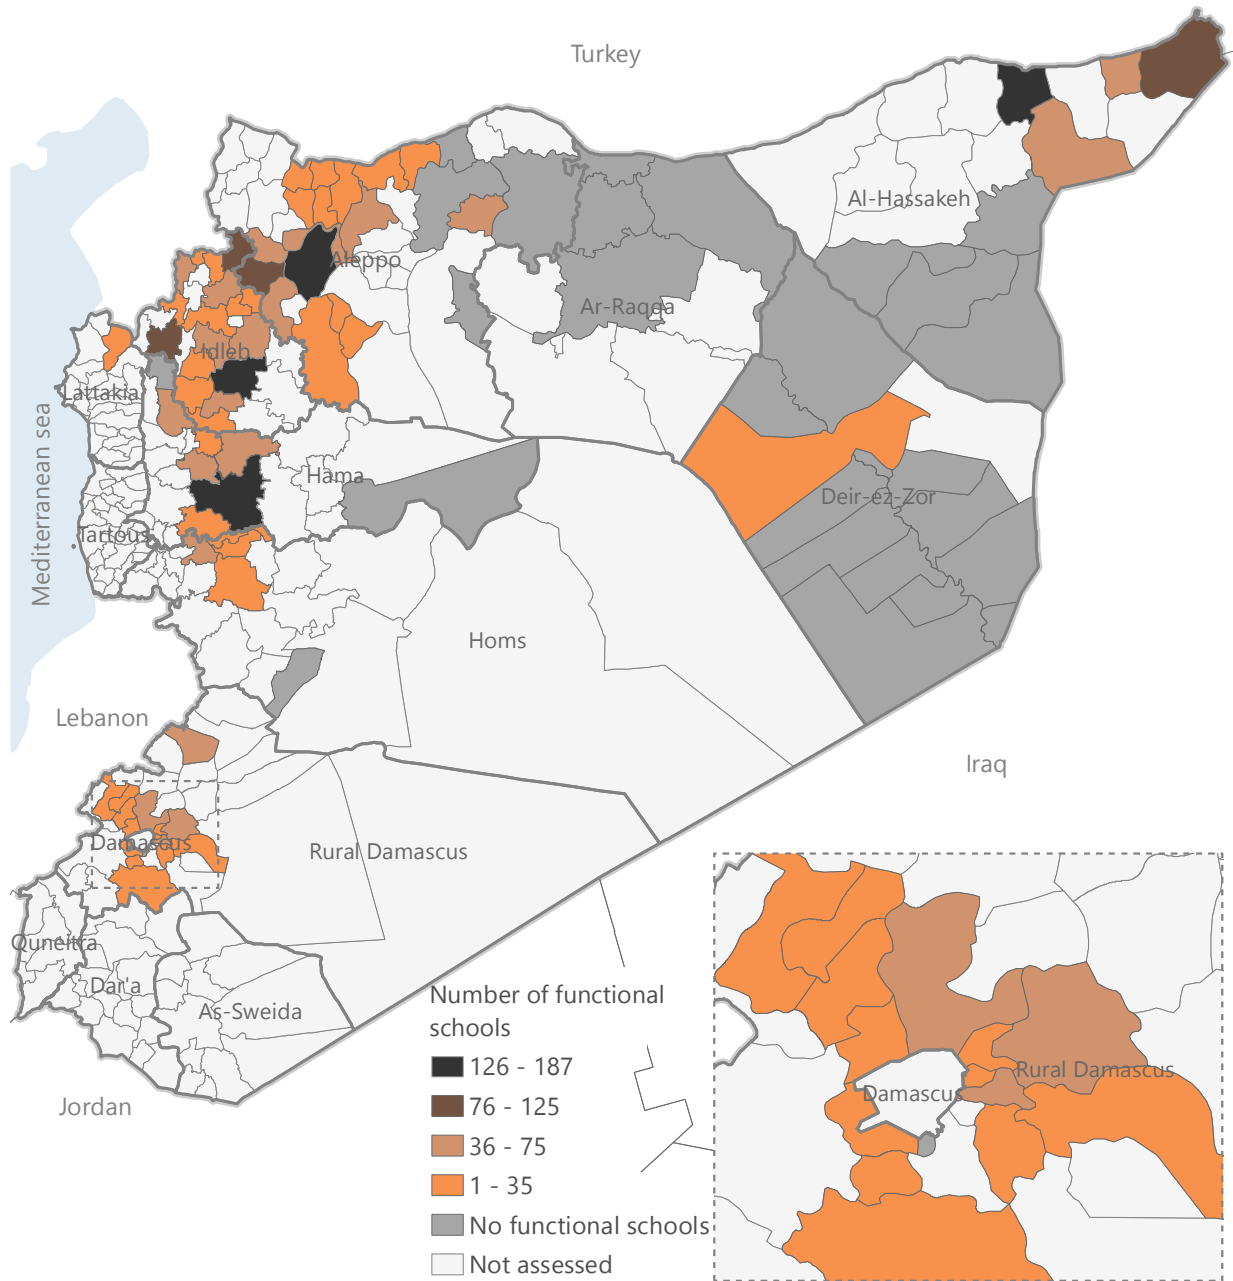 Turkey
Al-Hassakeh
Aleppo
Ar-Raqqa
Idleb
Lattakia
Mediterranean sea
Hama
Deir-ez-Zor
Tartous
Homs
Lebanon
Iraq
Damascus
Rural Damascus
Quneitra
Dar'a
As-Sweida
Jordan
Number of functional
schools
126 - 187
76 - 125
36 - 75
1 - 35
No functional schools
Not assessed
Rural Damascus
Damascus